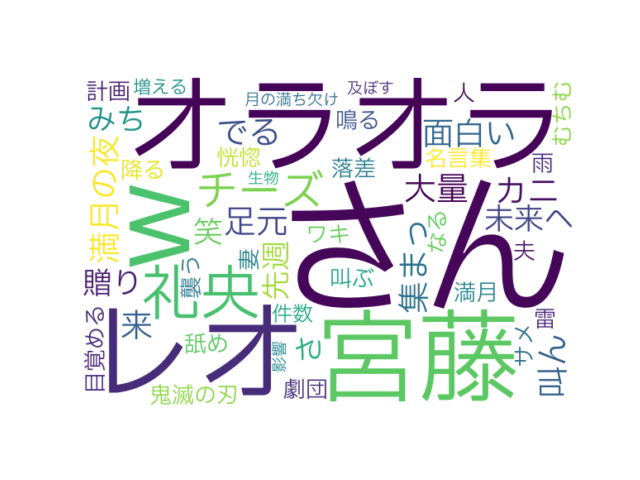 計画
増える
オラオラ
月の満ち欠け
及ぼす
人
むちむ
みち
でる
鳴る
面白い
満月の夜
降る
恍惚
落差
名言集
雨
W
チーズ
生物
大量
カニ
さん
笑
足元
ワキ
未来へ
贈り
礼央
襲う
妻
先週
叫ぶ
集まっ
なる
夫
満月
目覚める
来
レオ
件数
宮藤
雷
サメ
叫ん
舐め
影響
ち
鬼滅の刃
劇団